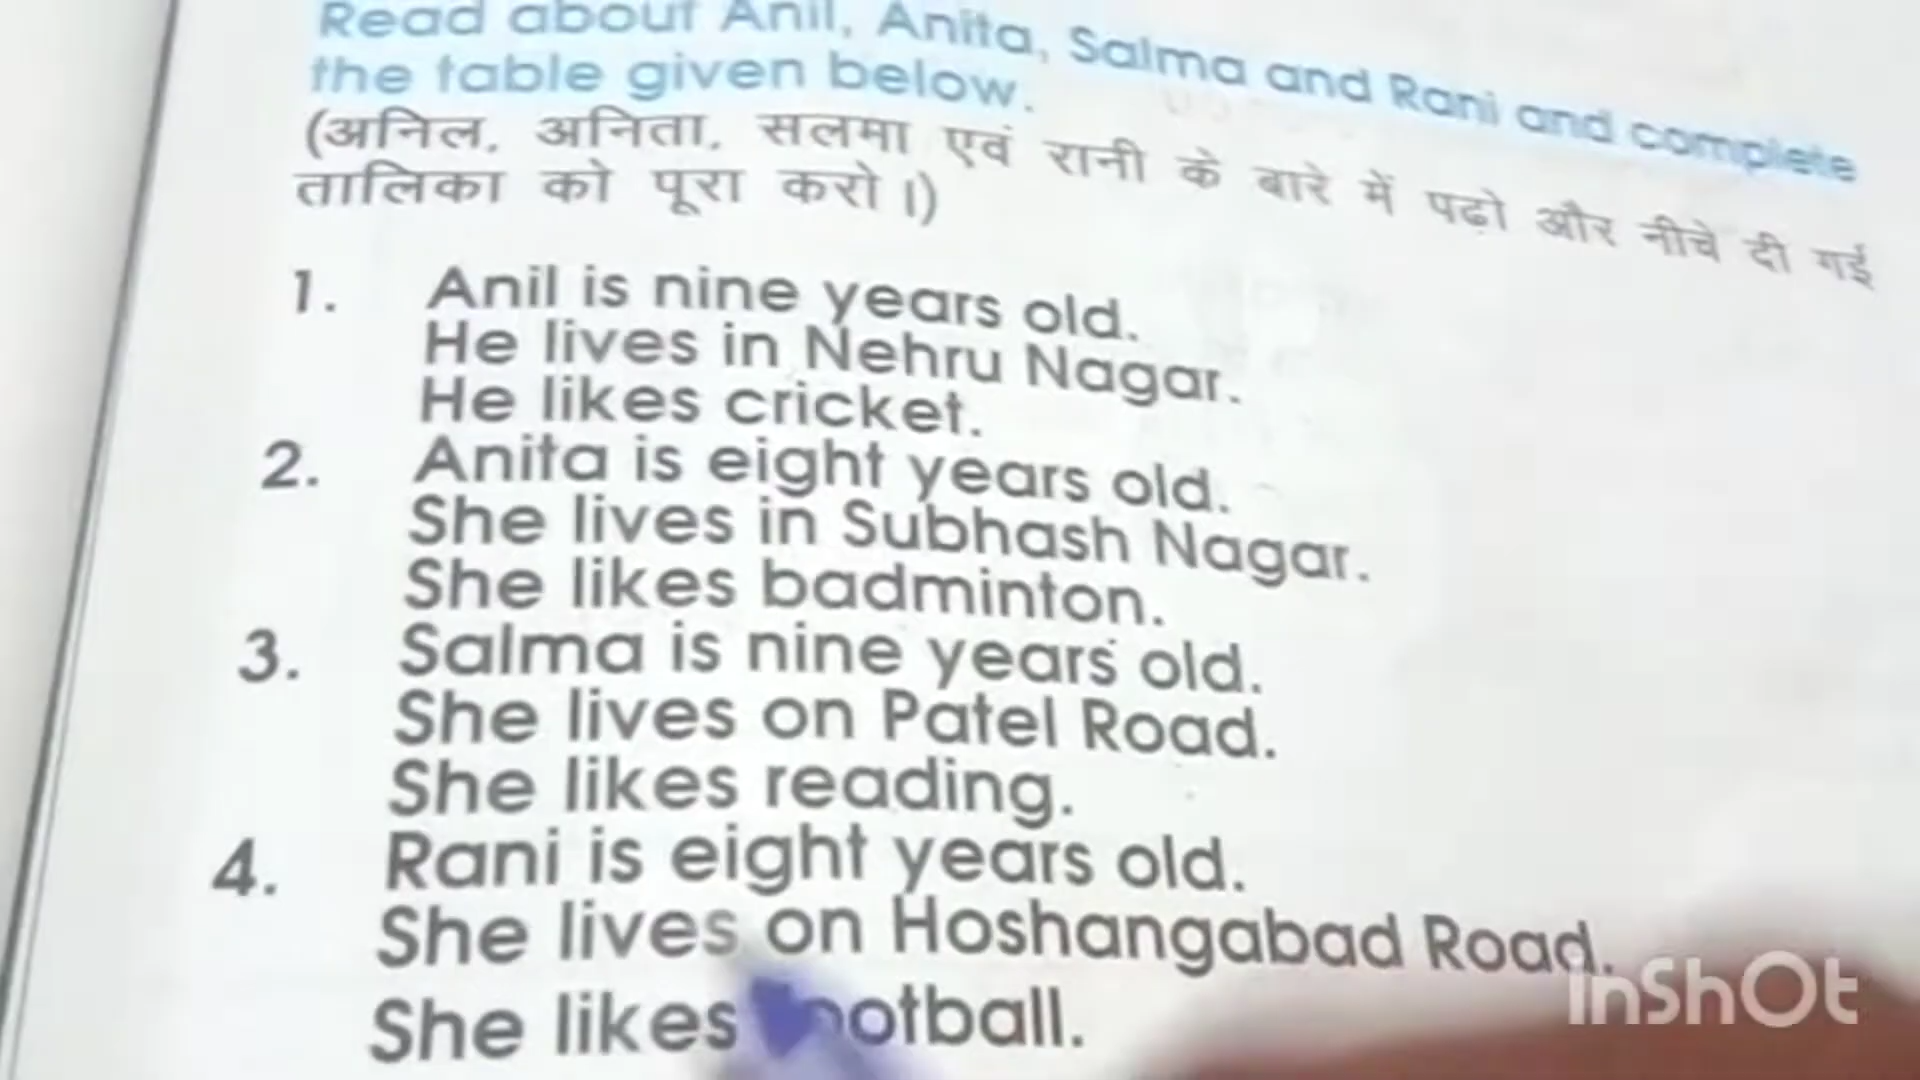 Read about Anil, Anita, Salma and Rani and complete
the table given below.
(अनिल, अनिता, सलमा एवं रानी के बारे में पढ़ो और नीचे दी गई
तालिका को पूरा करो।)
1. Anil is nine years old.
He lives in Nehru Nagar.
He likes cricket.
2. Anita is eight years old.
She lives in Subhash Nagar.
She likes badminton.
3. Salma is nine years old.
She lives on Patel Road.
She likes reading.
4. Rani is eight years old.
She lives on Hoshangabad Road.
She likes football.
InShOt